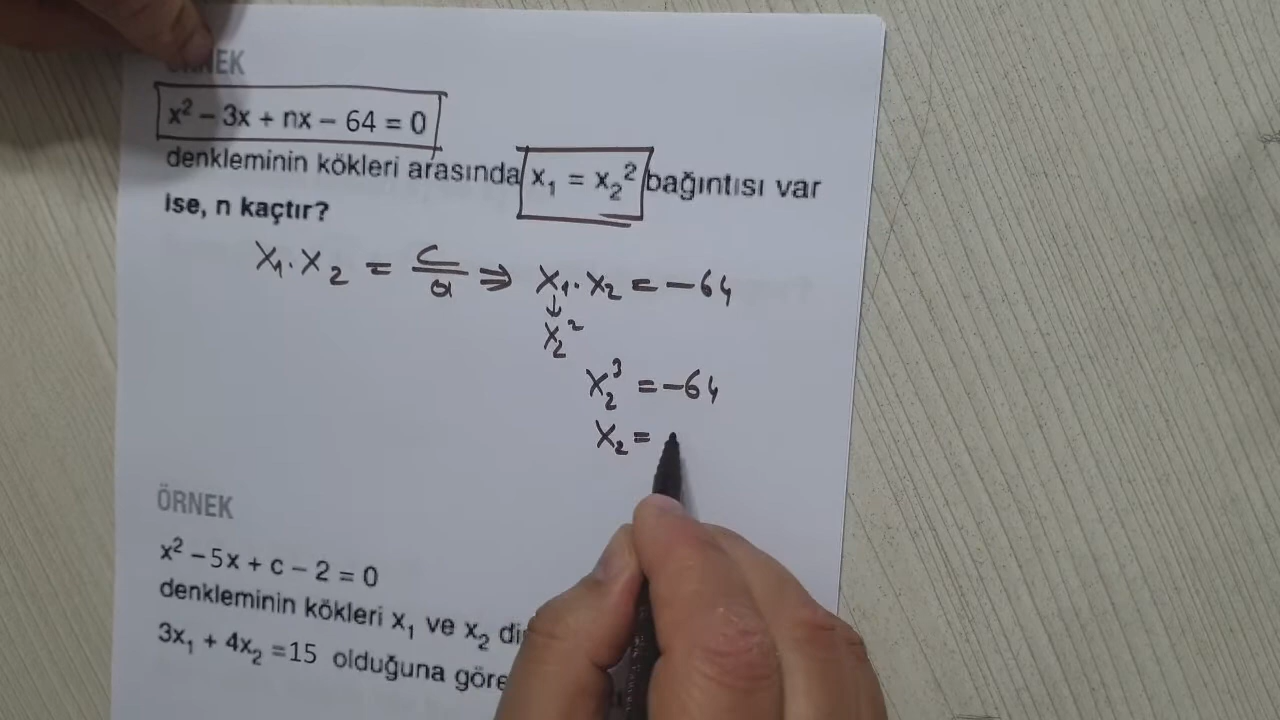 x² – 3x + nx – 64 = 0
denkleminin kökleri arasında x₁ = x₂² bağıntısı var
ise, n kaçtır?
x₁ · x₂ = c/a ⇒ x₁ · x₂ = –64
↓
x₂²
x₂³ = –64
x₂ =
ÖRNEK
x² – 5x + c – 2 = 0
denkleminin kökleri x₁ ve x₂
3x₁ + 4x₂ = 15 olduğuna göre